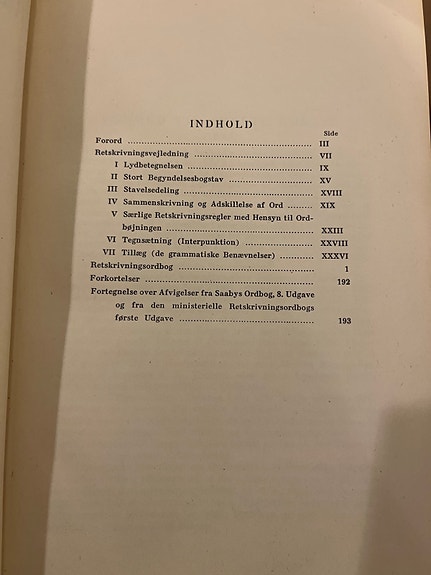 INDHOLD
Side
Forord ........................................................ III
Retskrivningsvejledning ........................................ VII
I Lydbetegnelsen ........................................ IX
II Stort Begyndelsesbogstav ........................................ XV
III Stavelsedeling ........................................ XVIII
IV Sammenskrivning og Adskillelse af Ord ................ XIX
V Særlige Retskrivningsregler med Hensyn til Ord-
bøjningen ........................................ XXIII
VI Tegnsætning (Interpunktion) ........................ XXVIII
VII Tillæg (de grammatiske Benævnelser) ................ XXXVI
Retskrivningsordbog ........................................ 1
Forkortelser ........................................ 192
Fortegnelse over Afvigelser fra Saabys Ordbog, 8. Udgave
og fra den ministerielle Retskrivningsordbogs
første Udgave ........................................ 193